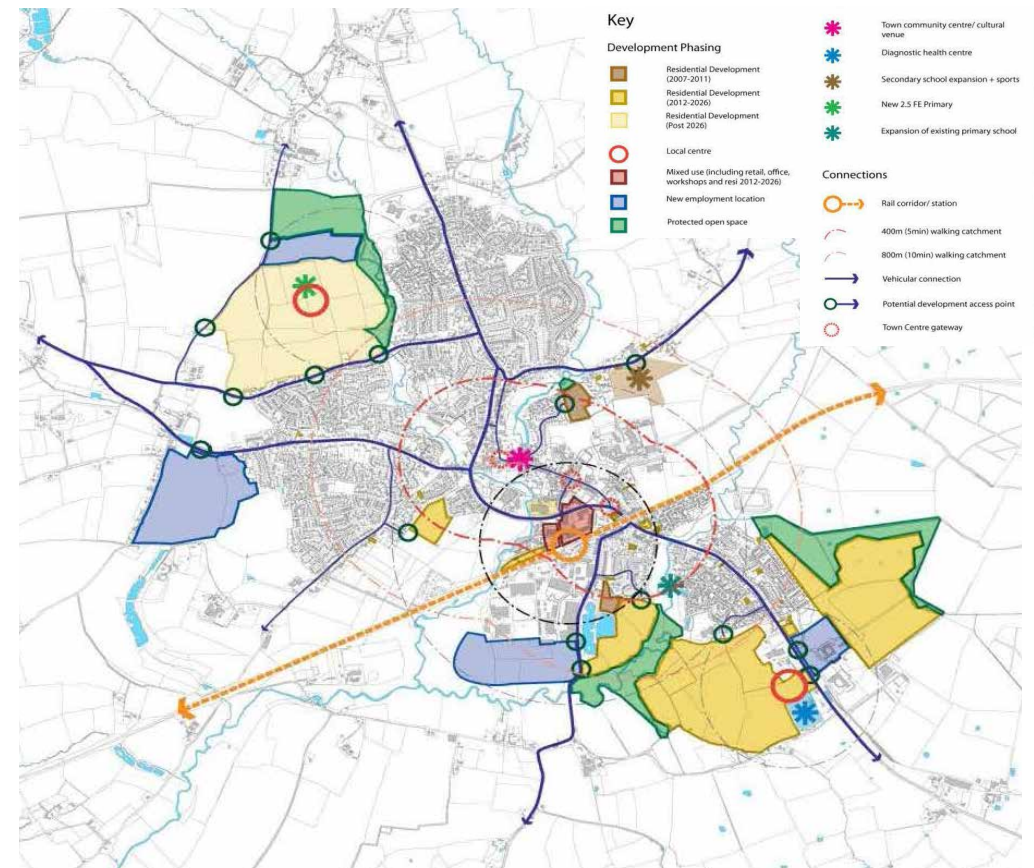 Key
Development Phasing
Residential Development
(2007-2011)
Residential Development
(2012-2026)
Residential Development
(Post 2026)
Local centre
Mixed use (including retail, office,
workshops and resi 2012-2026)
New employment location
Protected open space
Town community centre/ cultural
venue
Diagnostic health centre
Secondary school expansion + sports
New 2.5 FE Primary
Expansion of existing primary school
Connections
Rail corridor/ station
400m (5min) walking catchment
800m (10min) walking catchment
Vehicular connection
Potential development access point
Town Centre gateway